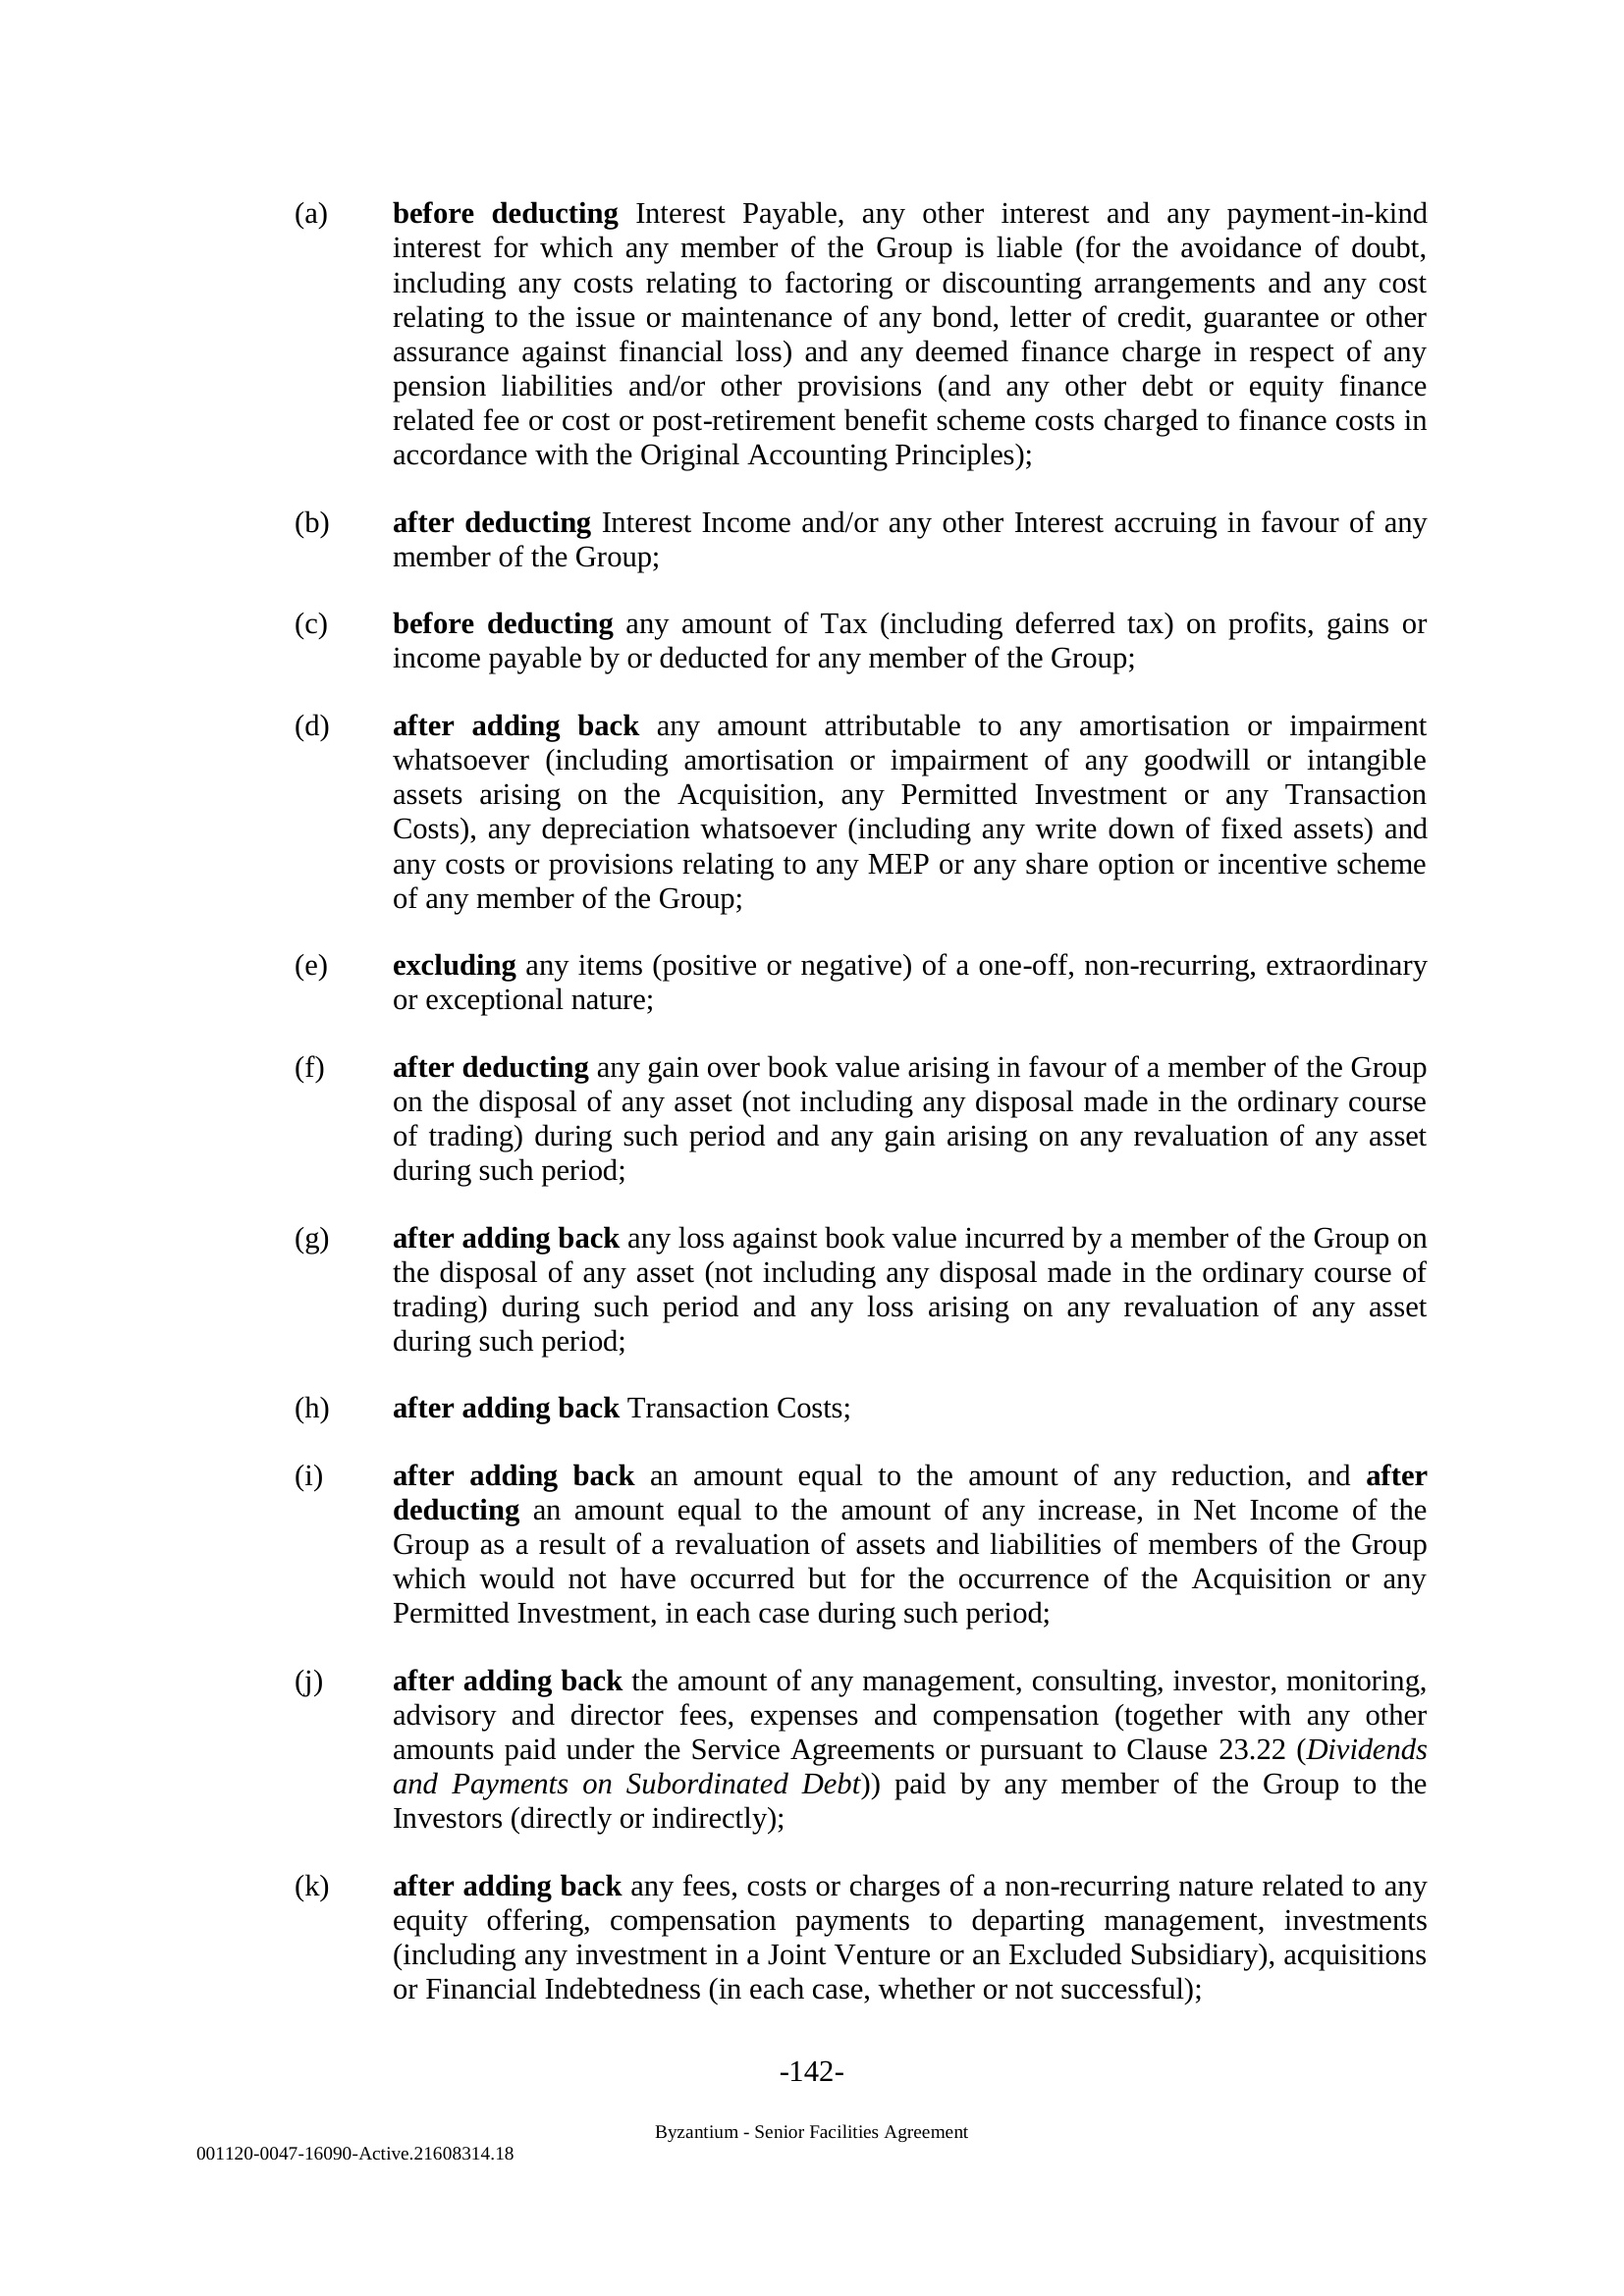 (a) before deducting Interest Payable, any other interest and any payment-in-kind
interest for which any member of the Group is liable (for the avoidance of doubt,
including any costs relating to factoring or discounting arrangements and any cost
relating to the issue or maintenance of any bond, letter of credit, guarantee or other
assurance against financial loss) and any deemed finance charge in respect of any
pension liabilities and/or other provisions (and any other debt or equity finance
related fee or cost or post-retirement benefit scheme costs charged to finance costs in
accordance with the Original Accounting Principles);
(b) after deducting Interest Income and/or any other Interest accruing in favour of any
member of the Group;
(c) before deducting any amount of Tax (including deferred tax) on profits, gains or
income payable by or deducted for any member of the Group;
(d) after adding back any amount attributable to any amortisation or impairment
whatsoever (including amortisation or impairment of any goodwill or intangible
assets arising on the Acquisition, any Permitted Investment or any Transaction
Costs), any depreciation whatsoever (including any write down of fixed assets) and
any costs or provisions relating to any MEP or any share option or incentive scheme
of any member of the Group;
(e) excluding any items (positive or negative) of a one-off, non-recurring, extraordinary
or exceptional nature;
(f) after deducting any gain over book value arising in favour of a member of the Group
on the disposal of any asset (not including any disposal made in the ordinary course
of trading) during such period and any gain arising on any revaluation of any asset
during such period;
(g) after adding back any loss against book value incurred by a member of the Group on
the disposal of any asset (not including any disposal made in the ordinary course of
trading) during such period and any loss arising on any revaluation of any asset
during such period;
(h) after adding back Transaction Costs;
(i) after adding back an amount equal to the amount of any reduction, and after
deducting an amount equal to the amount of any increase, in Net Income of the
Group as a result of a revaluation of assets and liabilities of members of the Group
which would not have occurred but for the occurrence of the Acquisition or any
Permitted Investment, in each case during such period;
(j) after adding back the amount of any management, consulting, investor, monitoring,
advisory and director fees, expenses and compensation (together with any other
amounts paid under the Service Agreements or pursuant to Clause 23.22 (Dividends
and Payments on Subordinated Debt)) paid by any member of the Group to the
Investors (directly or indirectly);
(k) after adding back any fees, costs or charges of a non-recurring nature related to any
equity offering, compensation payments to departing management, investments
(including any investment in a Joint Venture or an Excluded Subsidiary), acquisitions
or Financial Indebtedness (in each case, whether or not successful);
-142-
Byzantium - Senior Facilities Agreement
001120-0047-16090-Active.21608314.18